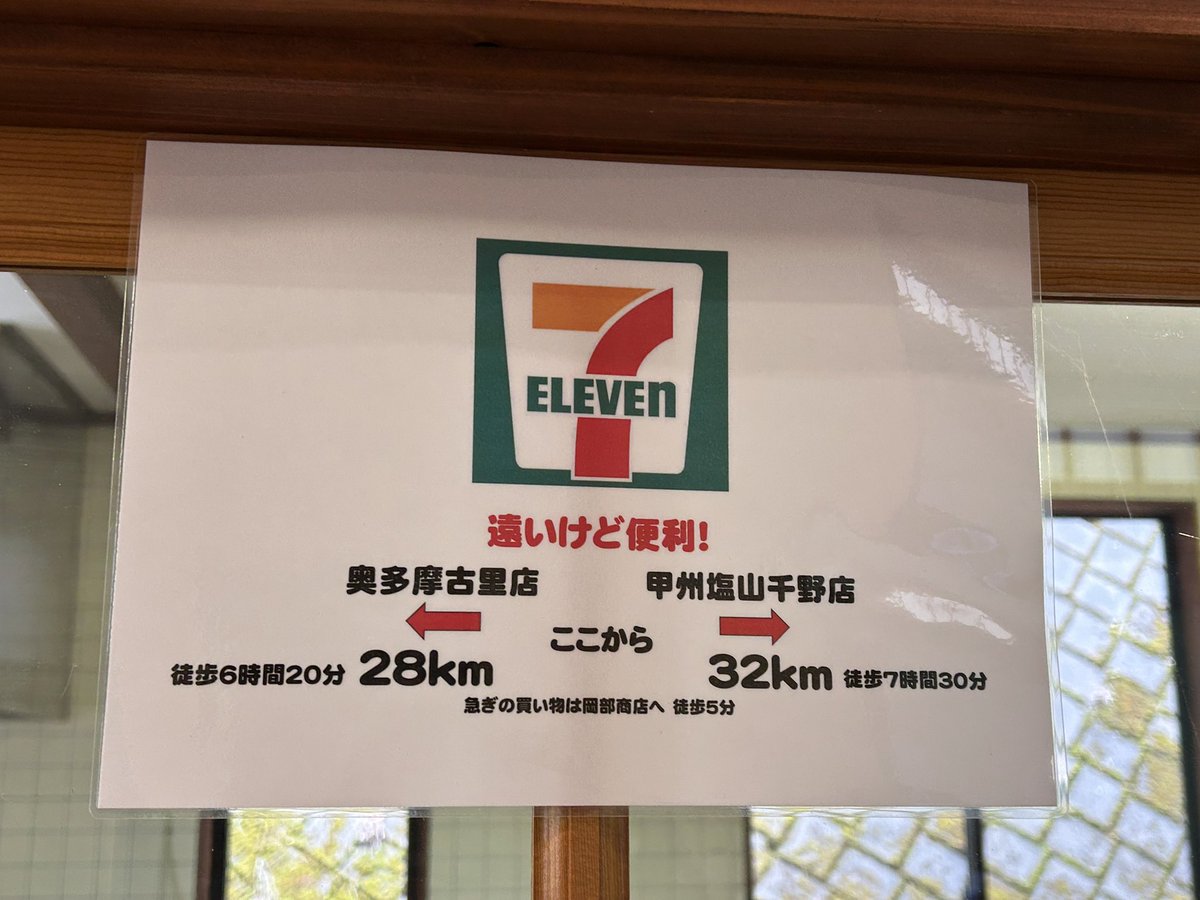 7
ELEVEn
遠いけど便利!
奥多摩古里店 甲州塩山千野店
ここから
徒歩6時間20分 28km 32km 徒歩7時間30分
急ぎの買い物は岡部商店へ 徒歩5分